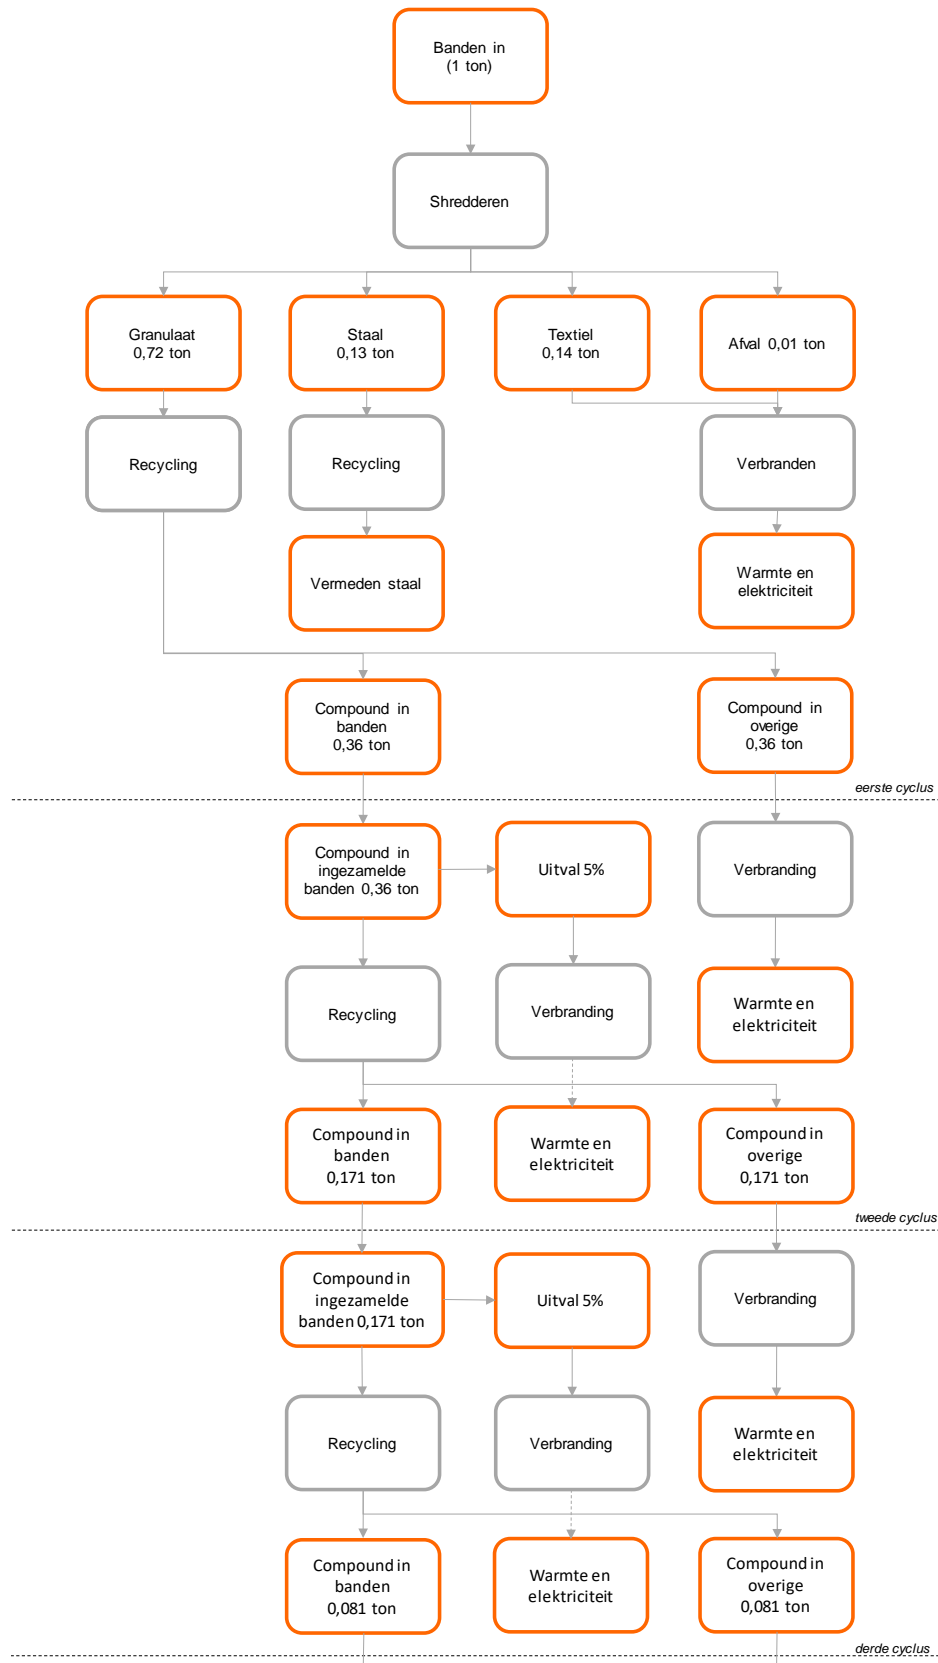 Banden in
(1 ton)
Shredderen
Granulaat
0,72 ton
Staal
0,13 ton
Textiel
0,14 ton
Afval 0,01 ton
Recycling
Recycling
Verbranden
Vermeden staal
Warmte en
elektriciteit
Compound in
banden
0,36 ton
Compound in
overige
0,36 ton
eerste cyclus
Compound in
ingezamelde
banden 0,36 ton
Uitval 5%
Verbranding
Recycling
Verbranding
Warmte en
elektriciteit
Compound in
banden
0,171 ton
Warmte en
elektriciteit
Compound in
overige
0,171 ton
tweede cyclus
Compound in
ingezamelde
banden 0,171 ton
Uitval 5%
Verbranding
Recycling
Verbranding
Warmte en
elektriciteit
Compound in
banden
0,081 ton
Warmte en
elektriciteit
Compound in
overige
0,081 ton
derde cyclus